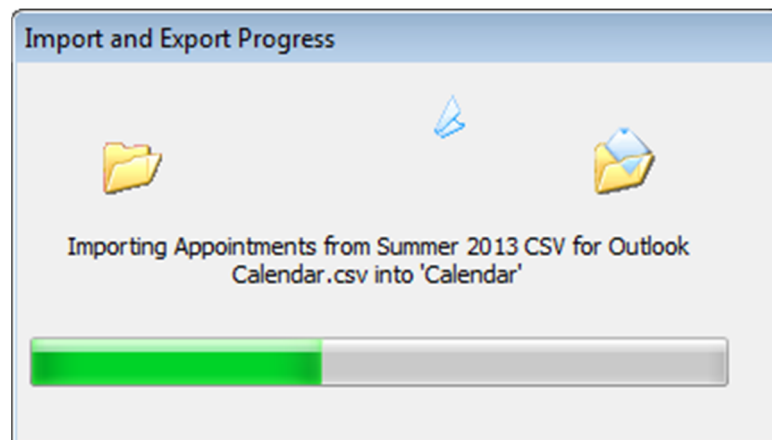 Import and Export Progress
Importing Appointments from Summer 2013 CSV for Outlook
Calendar.csv into 'Calendar'